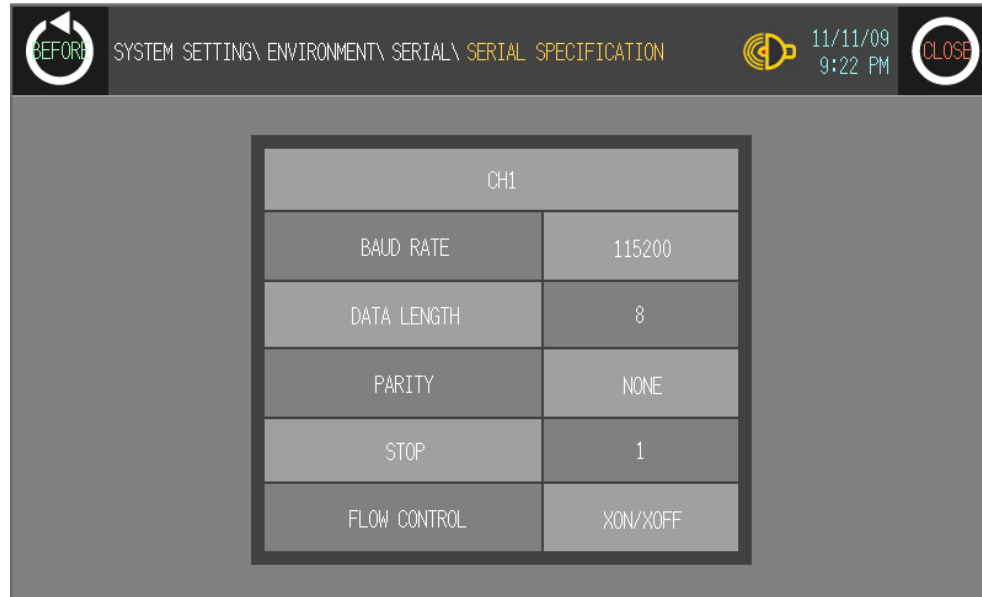 BEFORE
SYSTEM SETTING\ ENVIRONMENT\ SERIAL\ SERIAL SPECIFICATION
11/11/09
9:22 PM
CLOSE
CH1
BAUD RATE 115200
DATA LENGTH 8
PARITY NONE
STOP 1
FLOW CONTROL XON/XOFF